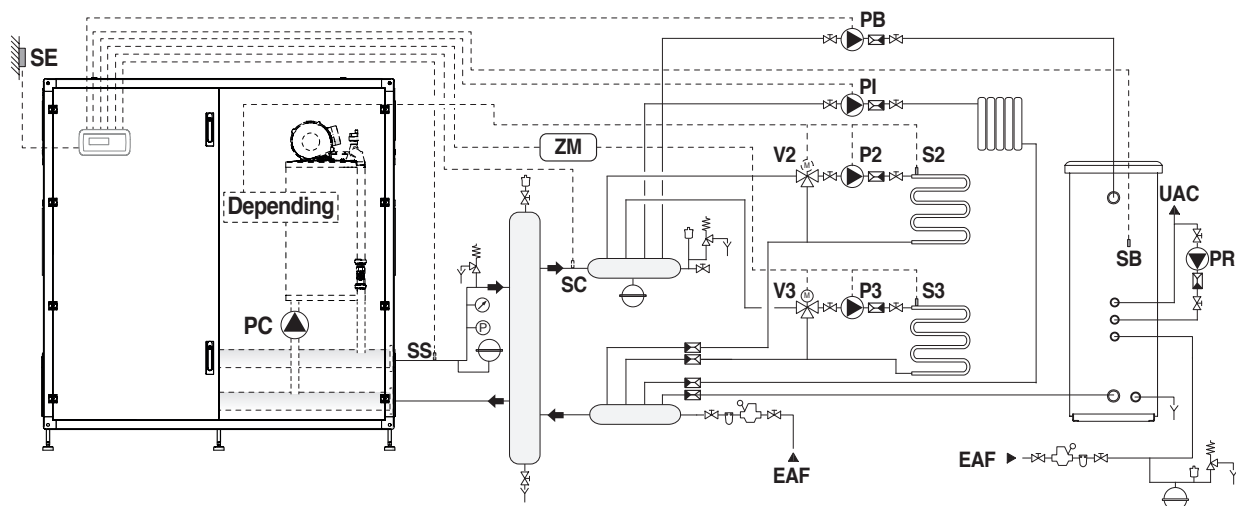 PB
SE
PI
ZM
V2
P2
S2
Depending
UAC
SB
PR
SC
V3
P3
S3
PC
SS
P
M
M
EAF
EAF